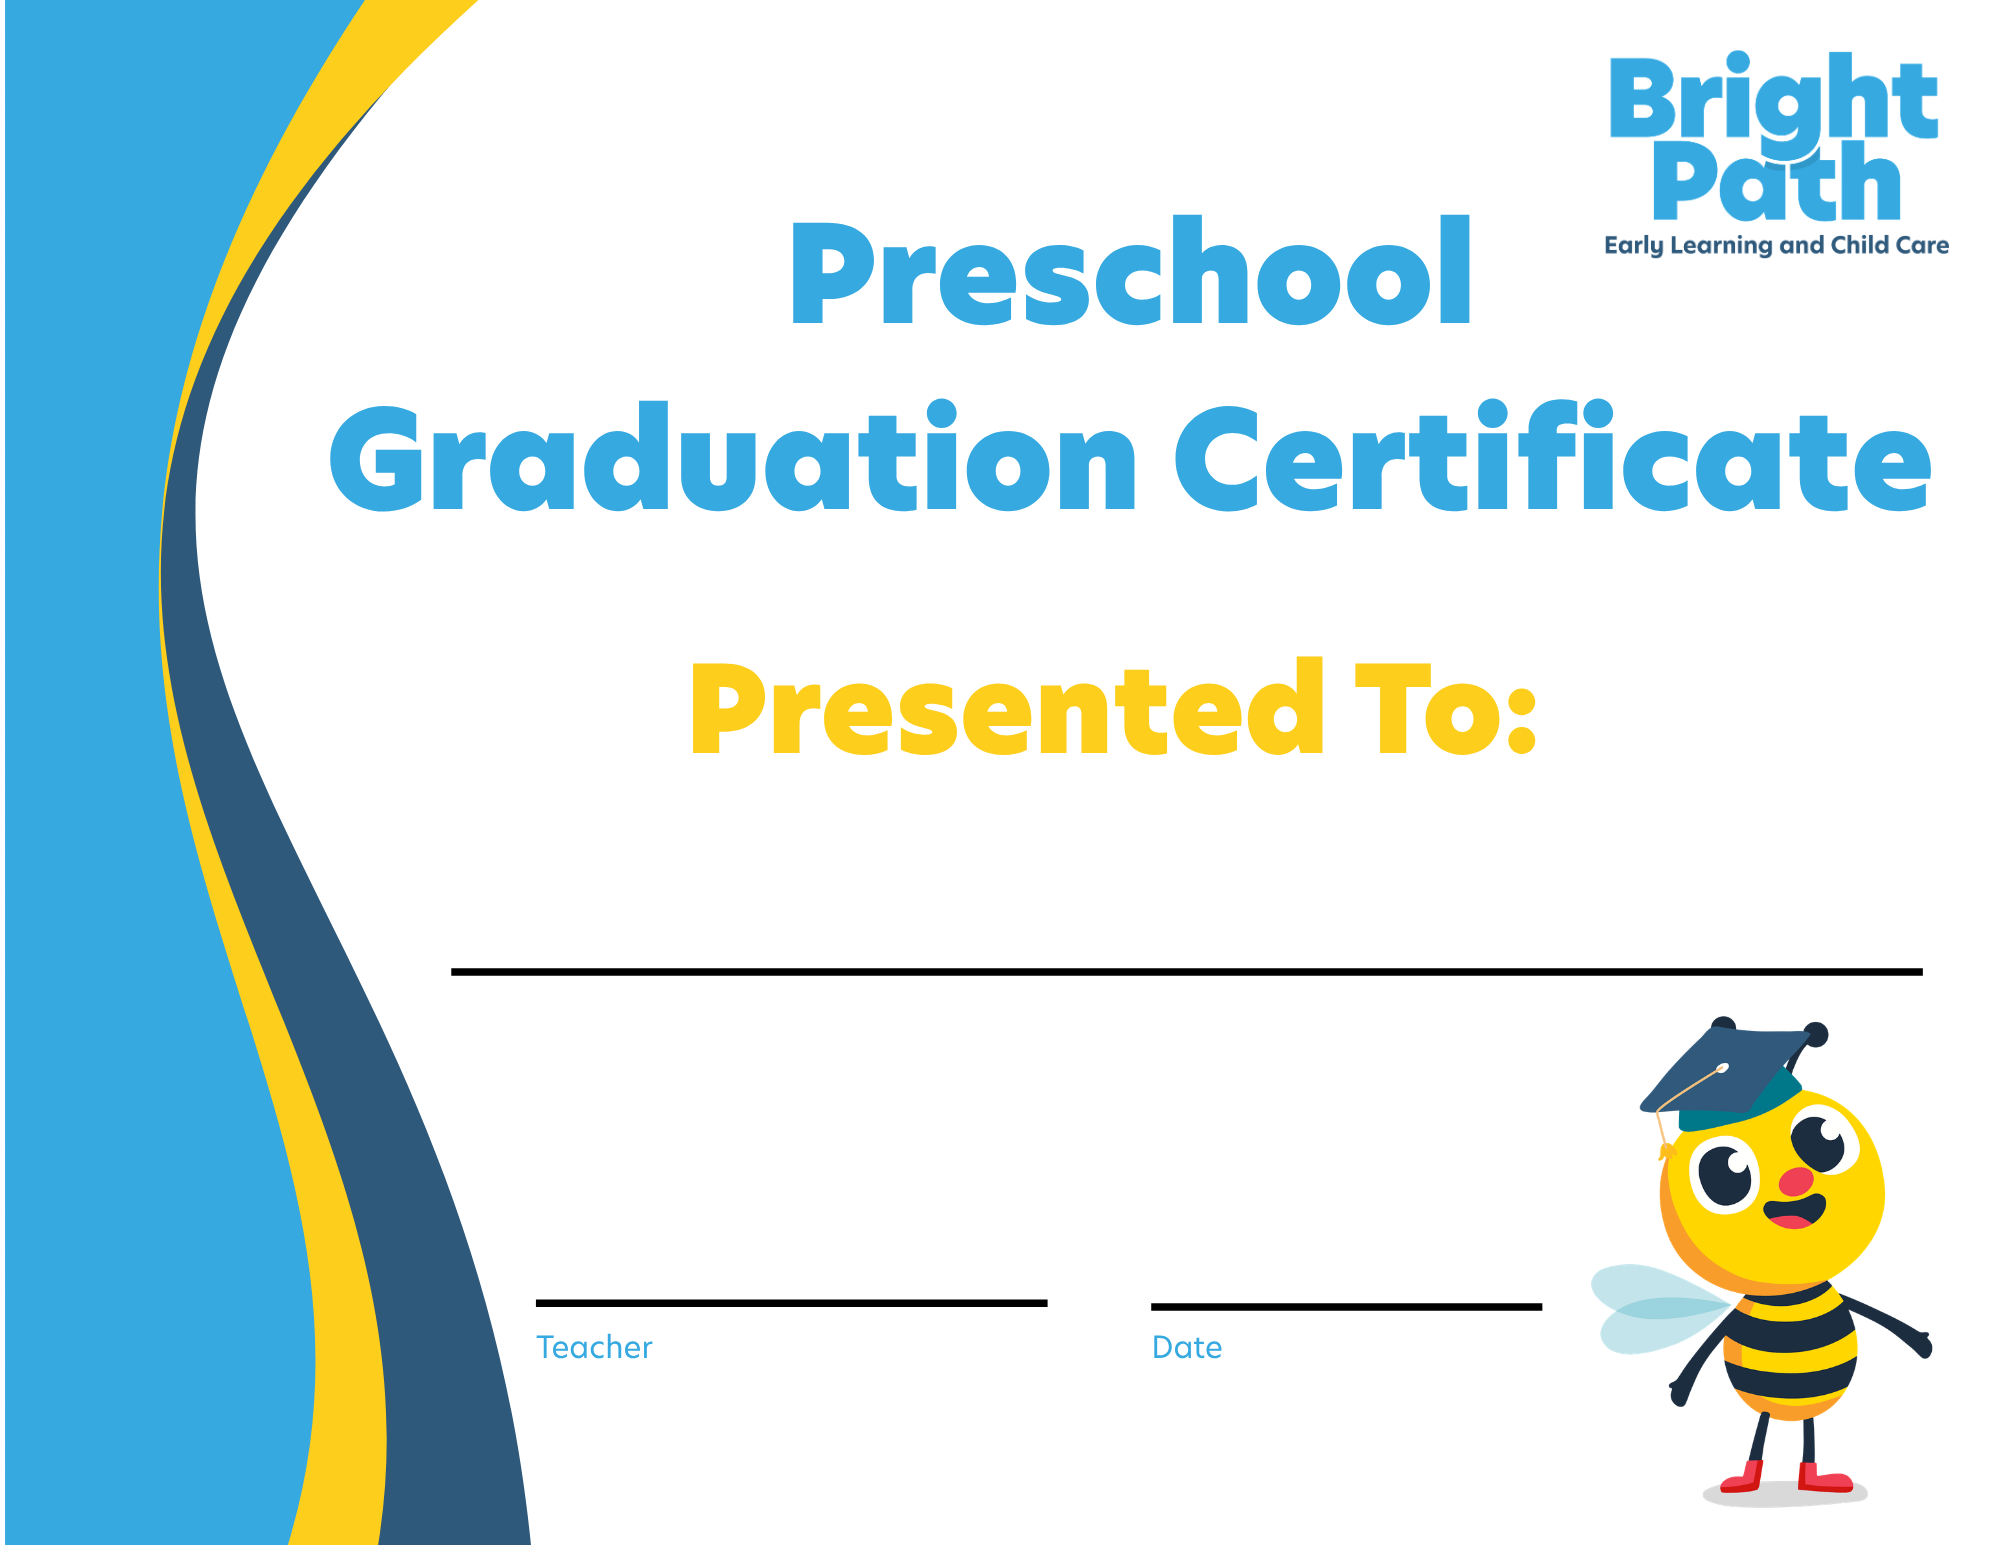 Bright
Path
Early Learning and Child Care
Preschool
Graduation Certificate
Presented To:
Teacher
Date